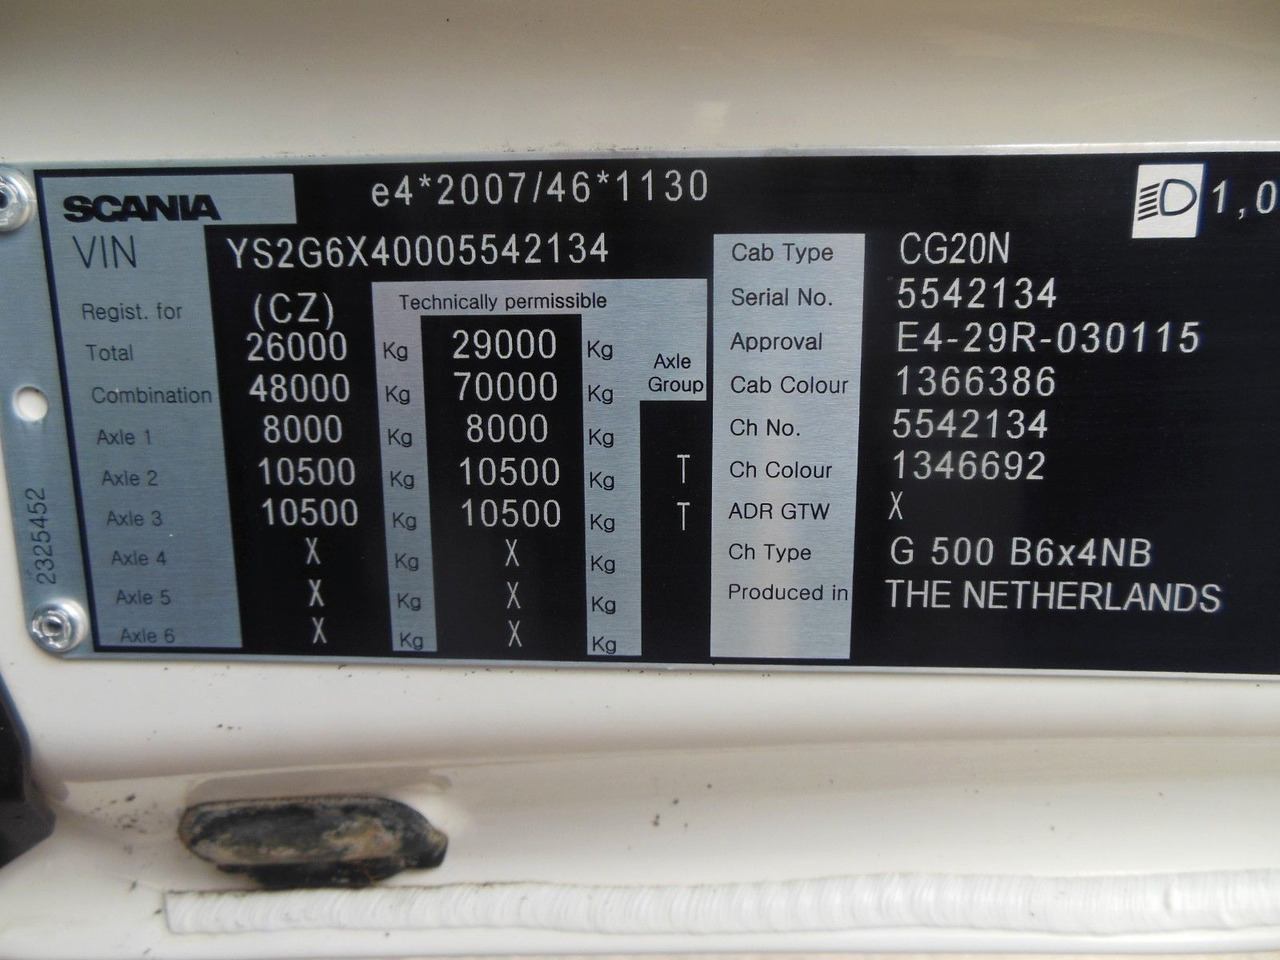 SCANIA e4*2007/46*1130 1,0
VIN YS2G6X40005542134 Cab Type CG20N
Regist. for (CZ) Technically permissible Serial No. 5542134
Total 26000 Kg 29000 Kg Axle Group Approval E4-29R-030115
Combination 48000 Kg 70000 Kg Cab Colour 1366386
Axle 1 8000 Kg 8000 Kg Ch No. 5542134
Axle 2 10500 Kg 10500 Kg T Ch Colour 1346692
Axle 3 10500 Kg 10500 Kg T ADR GTW X
Axle 4 X Kg X Kg Ch Type G 500 B6x4NB
Axle 5 X Kg X Kg Produced in THE NETHERLANDS
Axle 6 X Kg X Kg
2325452